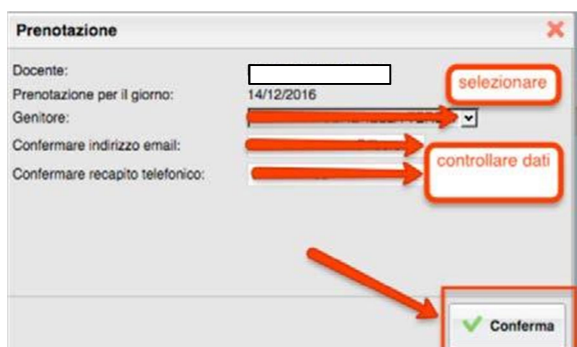 Prenotazione
Docente:
selezionare
Prenotazione per il giorno: 14/12/2016
Genitore:
Confermare indirizzo email:
controllare dati
Confermare recapito telefonico:
Conferma